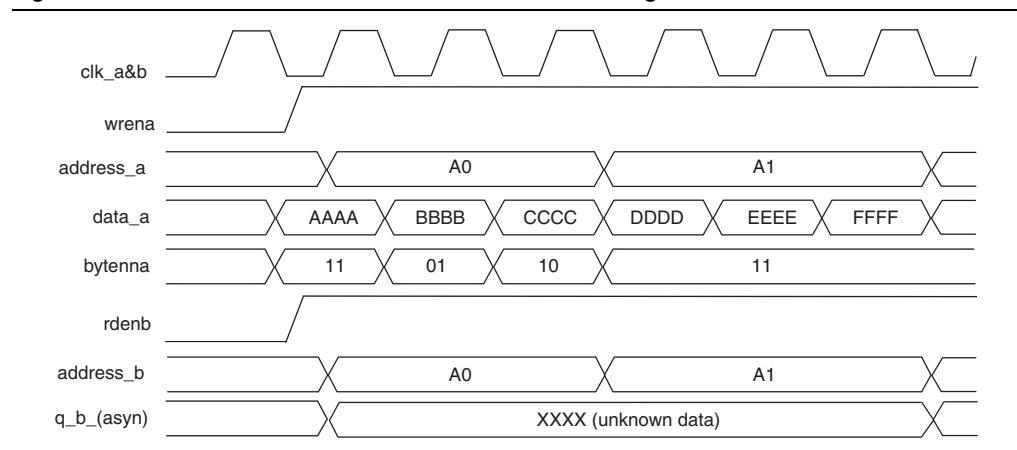 clk_a&b
wrena
address_a A0 A1
data_a AAAA BBBB CCCC DDDD EEEE FFFF
bytenna 11 01 10 11
rdenb
address_b A0 A1
q_b_(asyn) XXXX (unknown data)